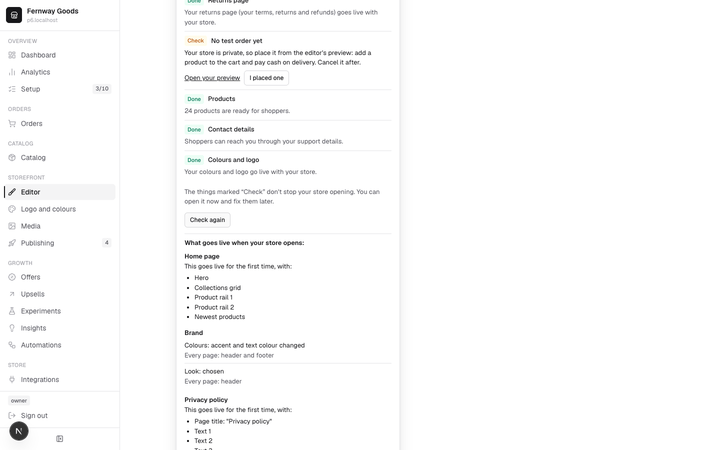 Fernway Goods
p6.localhost
OVERVIEW
Dashboard
Analytics
Setup 3/10
ORDERS
Orders
CATALOG
Catalog
STOREFRONT
Editor
Logo and colours
Media
Publishing 4
GROWTH
Offers
Upsells
Experiments
Insights
Automations
STORE
Integrations
owner
Sign out
N
Done Returns page
Your returns page (your terms, returns and refunds) goes live with
your store.
Check No test order yet
Your store is private, so place it from the editor's preview: add a
product to the cart and pay cash on delivery. Cancel it after.
Open your preview I placed one
Done Products
24 products are ready for shoppers.
Done Contact details
Shoppers can reach you through your support details.
Done Colours and logo
Your colours and logo go live with your store.
The things marked "Check" don't stop your store opening. You can
open it now and fix them later.
Check again
What goes live when your store opens:
Home page
This goes live for the first time, with:
• Hero
• Collections grid
• Product rail 1
• Product rail 2
• Newest products
Brand
Colours: accent and text colour changed
Every page: header and footer
Look: chosen
Every page: header
Privacy policy
This goes live for the first time, with:
• Page title: "Privacy policy"
• Text 1
• Text 2